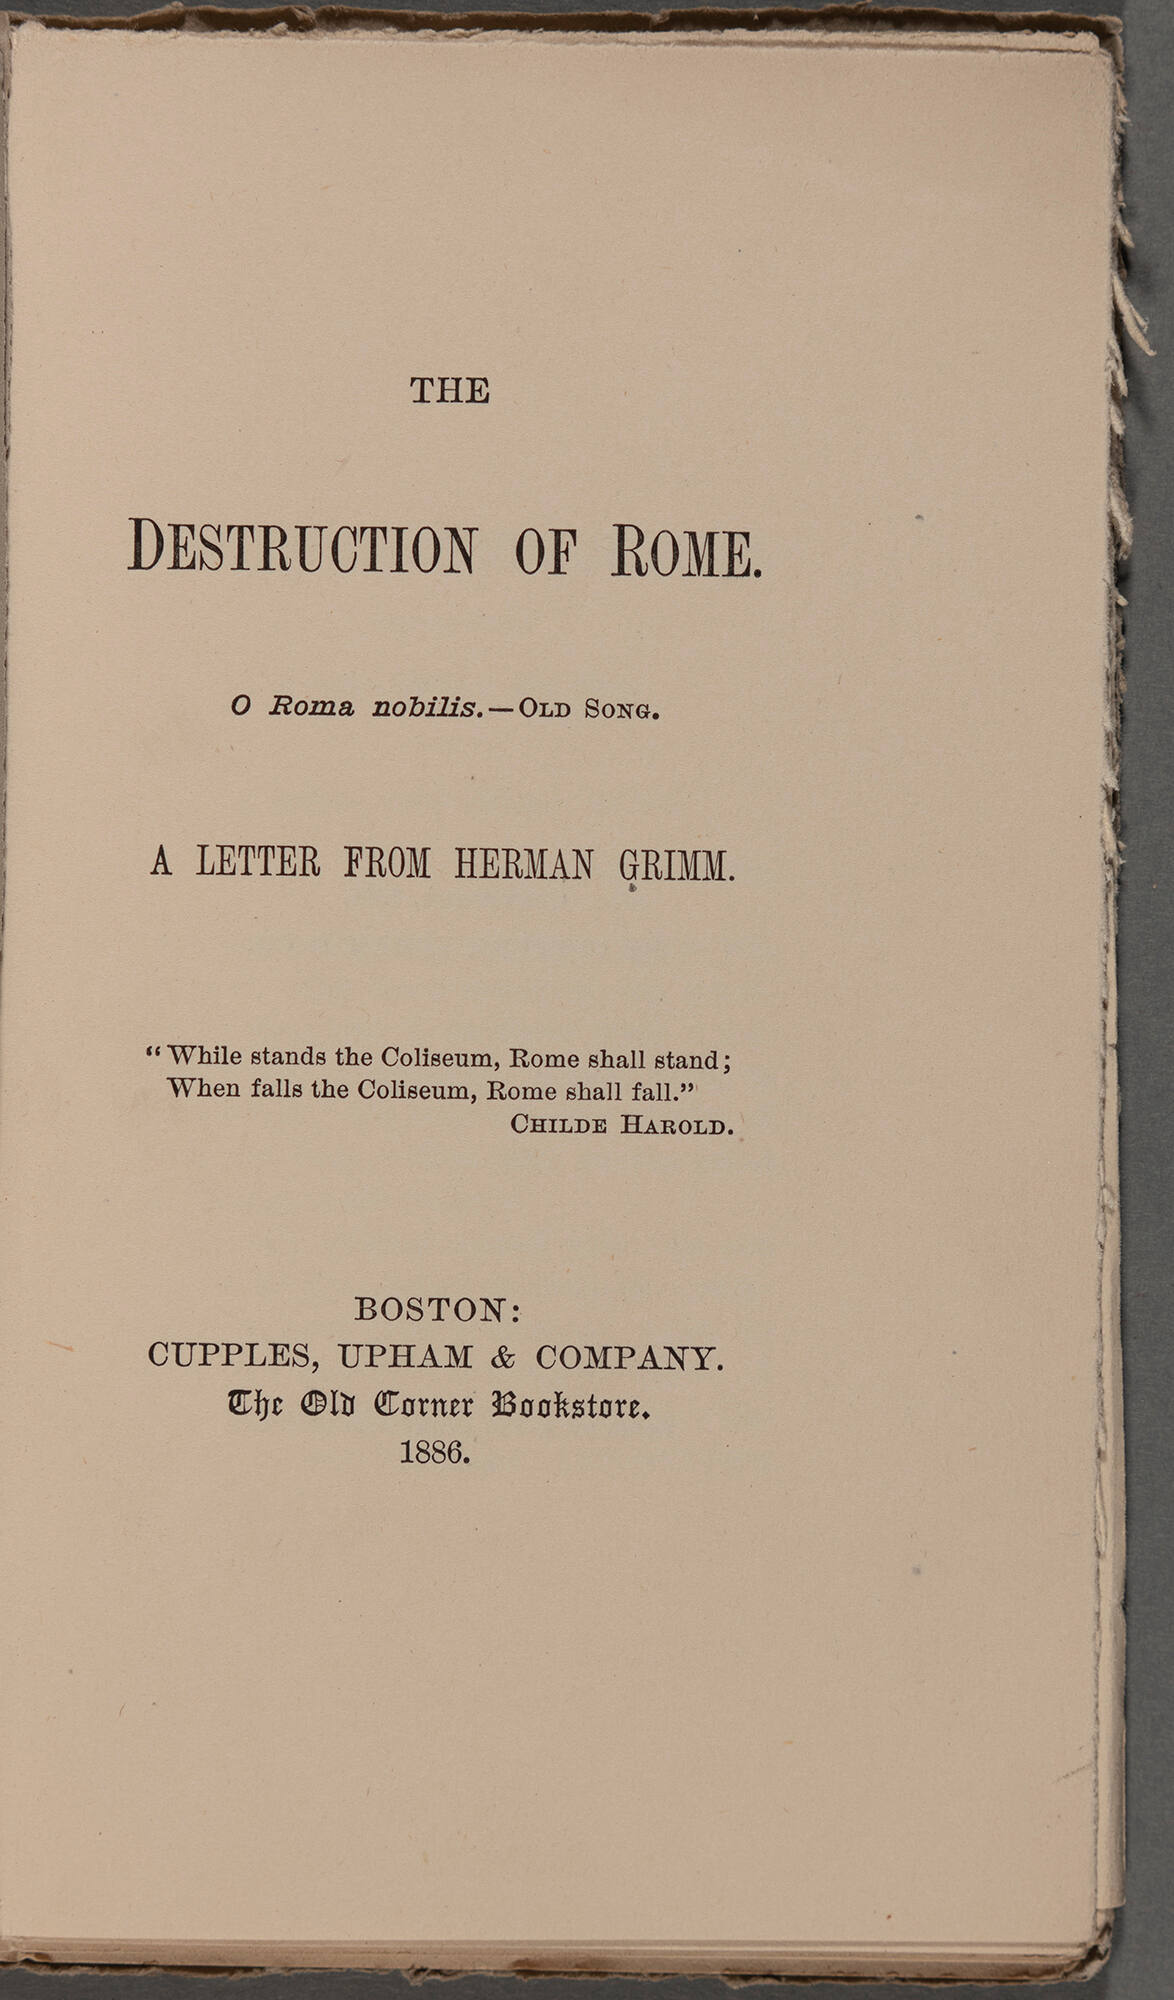 THE
DESTRUCTION OF ROME.
O Roma nobilis.—OLD SONG.
A LETTER FROM HERMAN GRIMM.
“While stands the Coliseum, Rome shall stand;
When falls the Coliseum, Rome shall fall.”
CHILDE HAROLD.
BOSTON:
CUPPLES, UPHAM & COMPANY.
The Old Corner Bookstore.
1886.